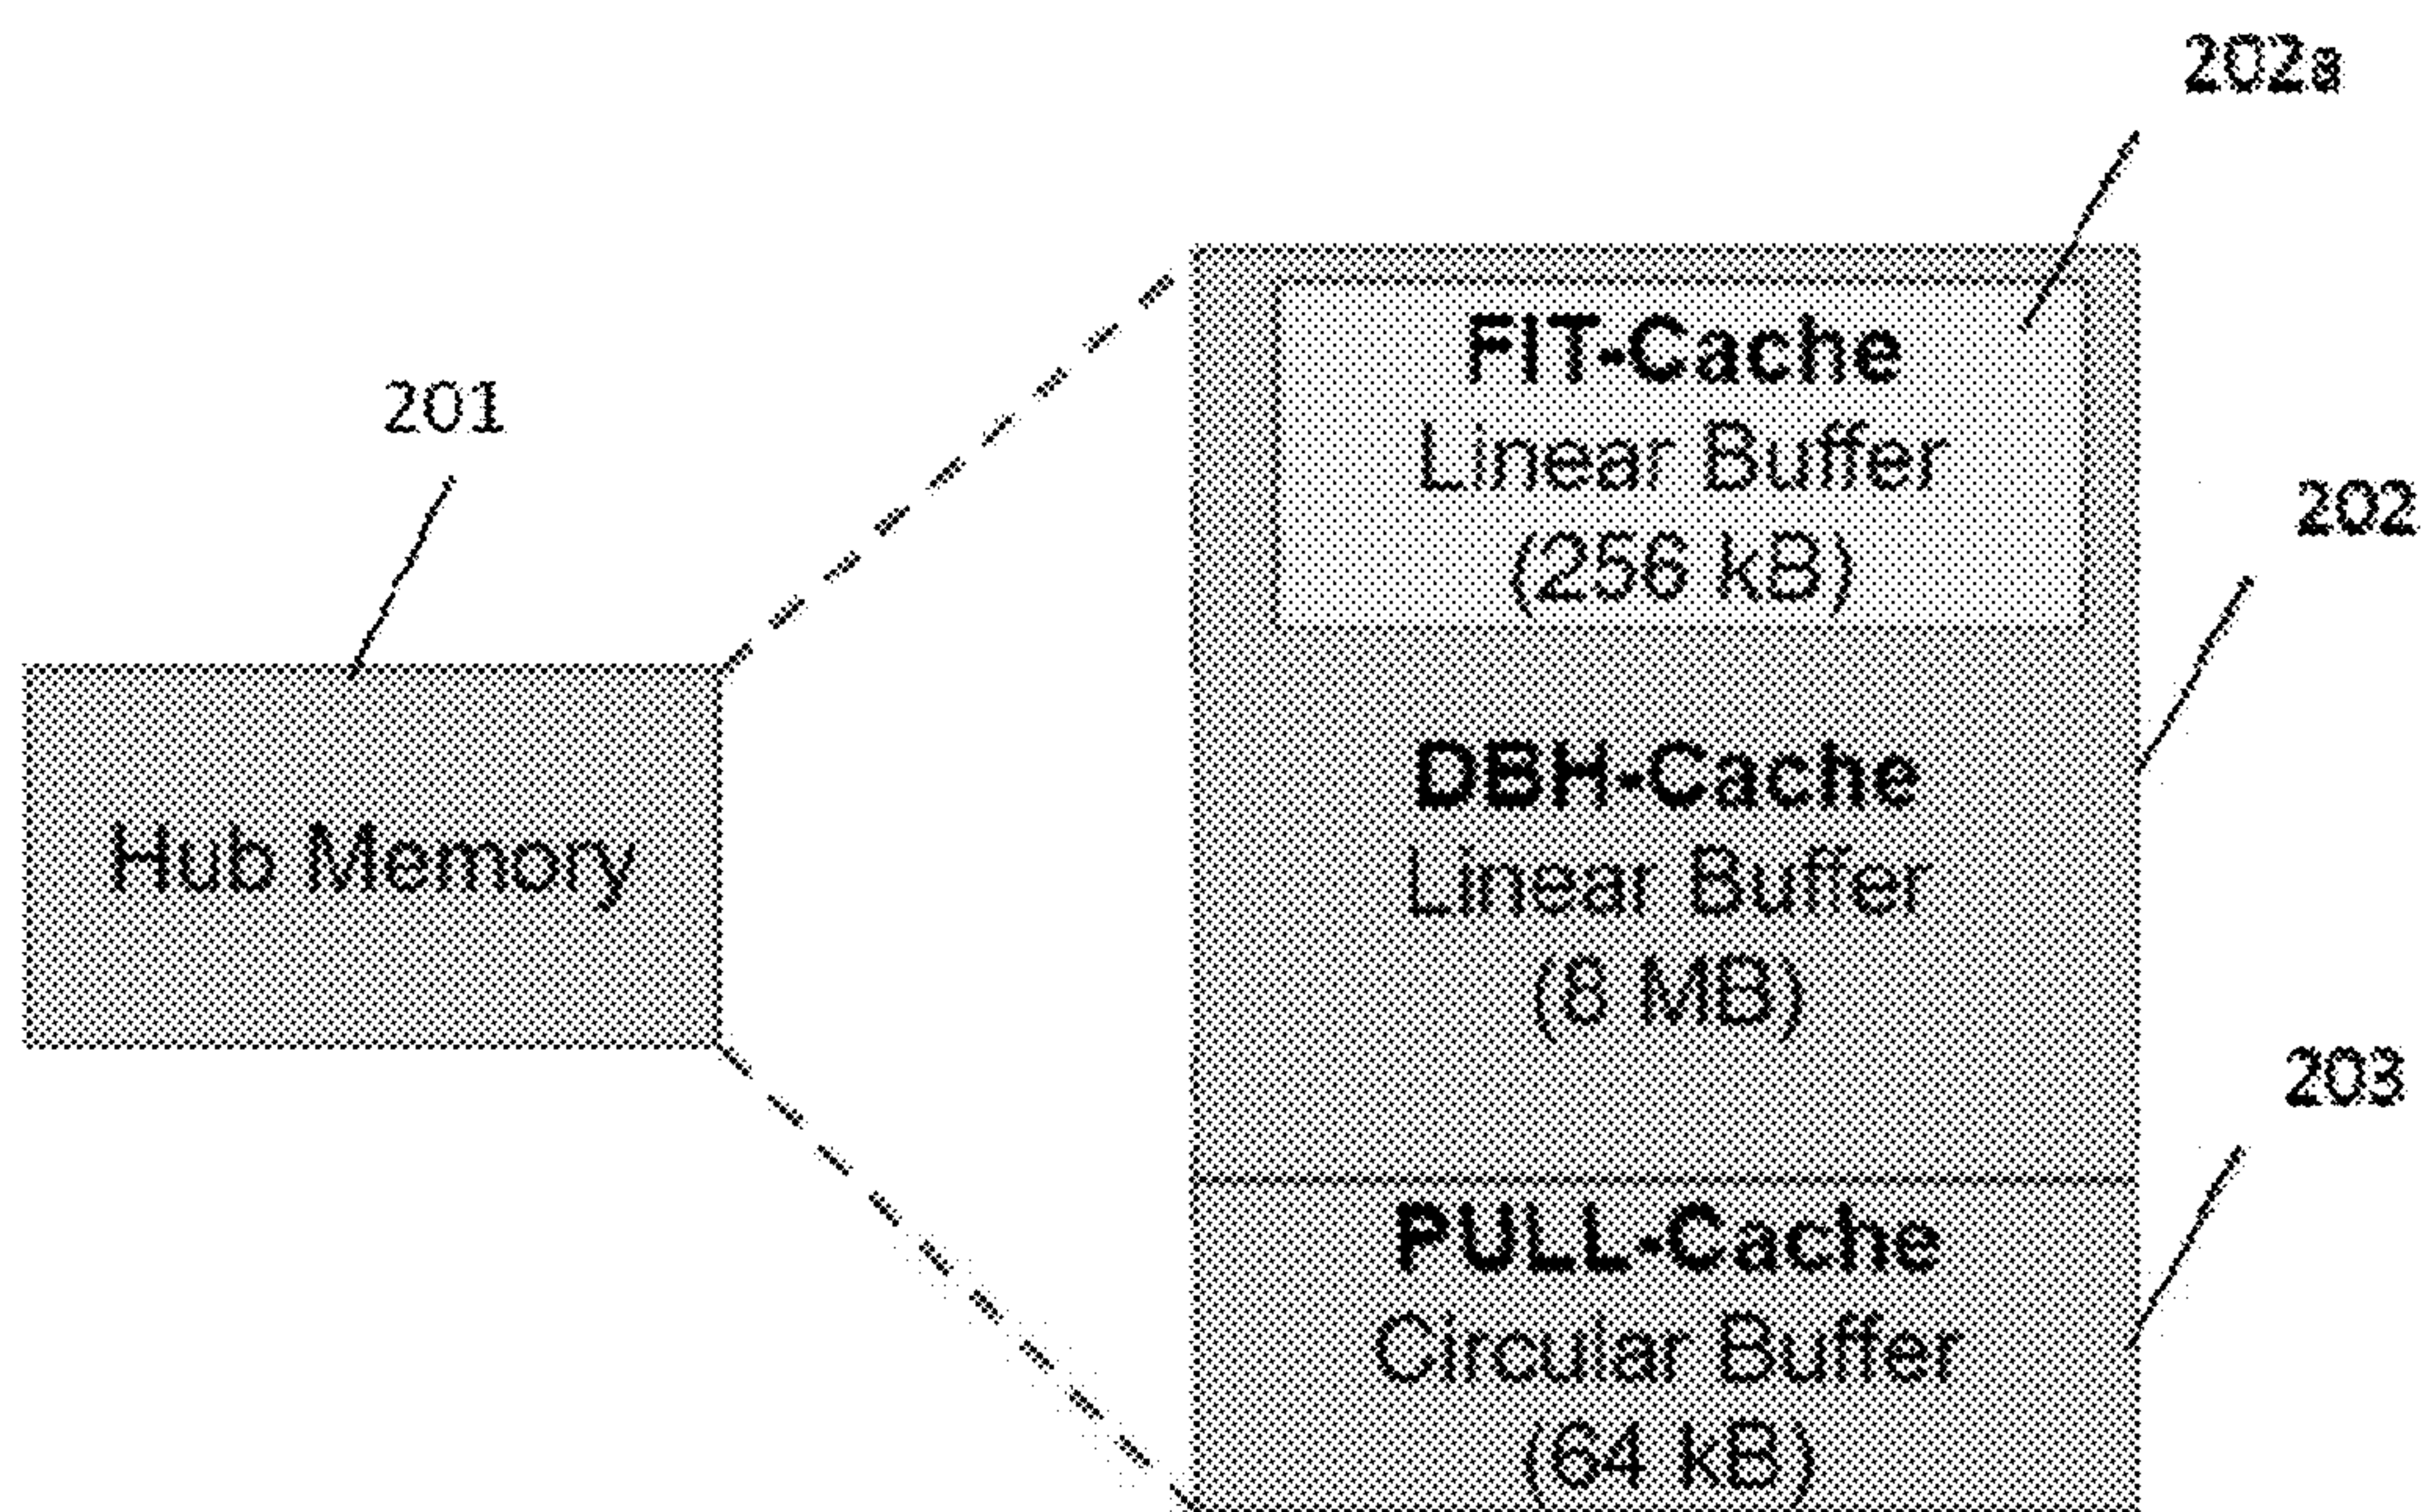 202a
FIT-Cache
Linear Buffer
(256 kB)
201
202
Hub Memory
DBH-Cache
Linear Buffer
(8 MB)
203
PULL-Cache
Circular Buffer
(64 kB)